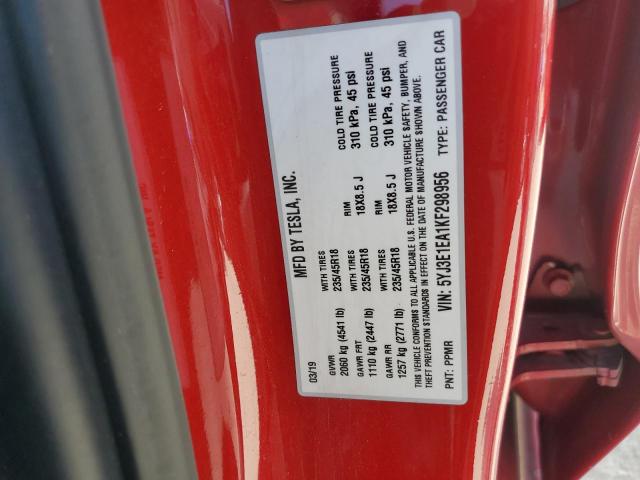 MFD BY TESLA, INC.
03/19
GVWR WITH TIRES RIM COLD TIRE PRESSURE
2060 kg (4541 lb) 235/45R18 18X8.5 J 310 kPa, 45 psi
GAWR FRT WITH TIRES RIM COLD TIRE PRESSURE
1110 kg (2447 lb) 235/45R18 18X8.5 J 310 kPa, 45 psi
GAWR RR WITH TIRES
1257 kg (2771 lb) 235/45R18
THIS VEHICLE CONFORMS TO ALL APPLICABLE U.S. FEDERAL MOTOR VEHICLE SAFETY, BUMPER, AND
THEFT PREVENTION STANDARDS IN EFFECT ON THE DATE OF MANUFACTURE SHOWN ABOVE.
VIN: 5YJ3E1EA1KF298956 TYPE: PASSENGER CAR
PNT: PPMR